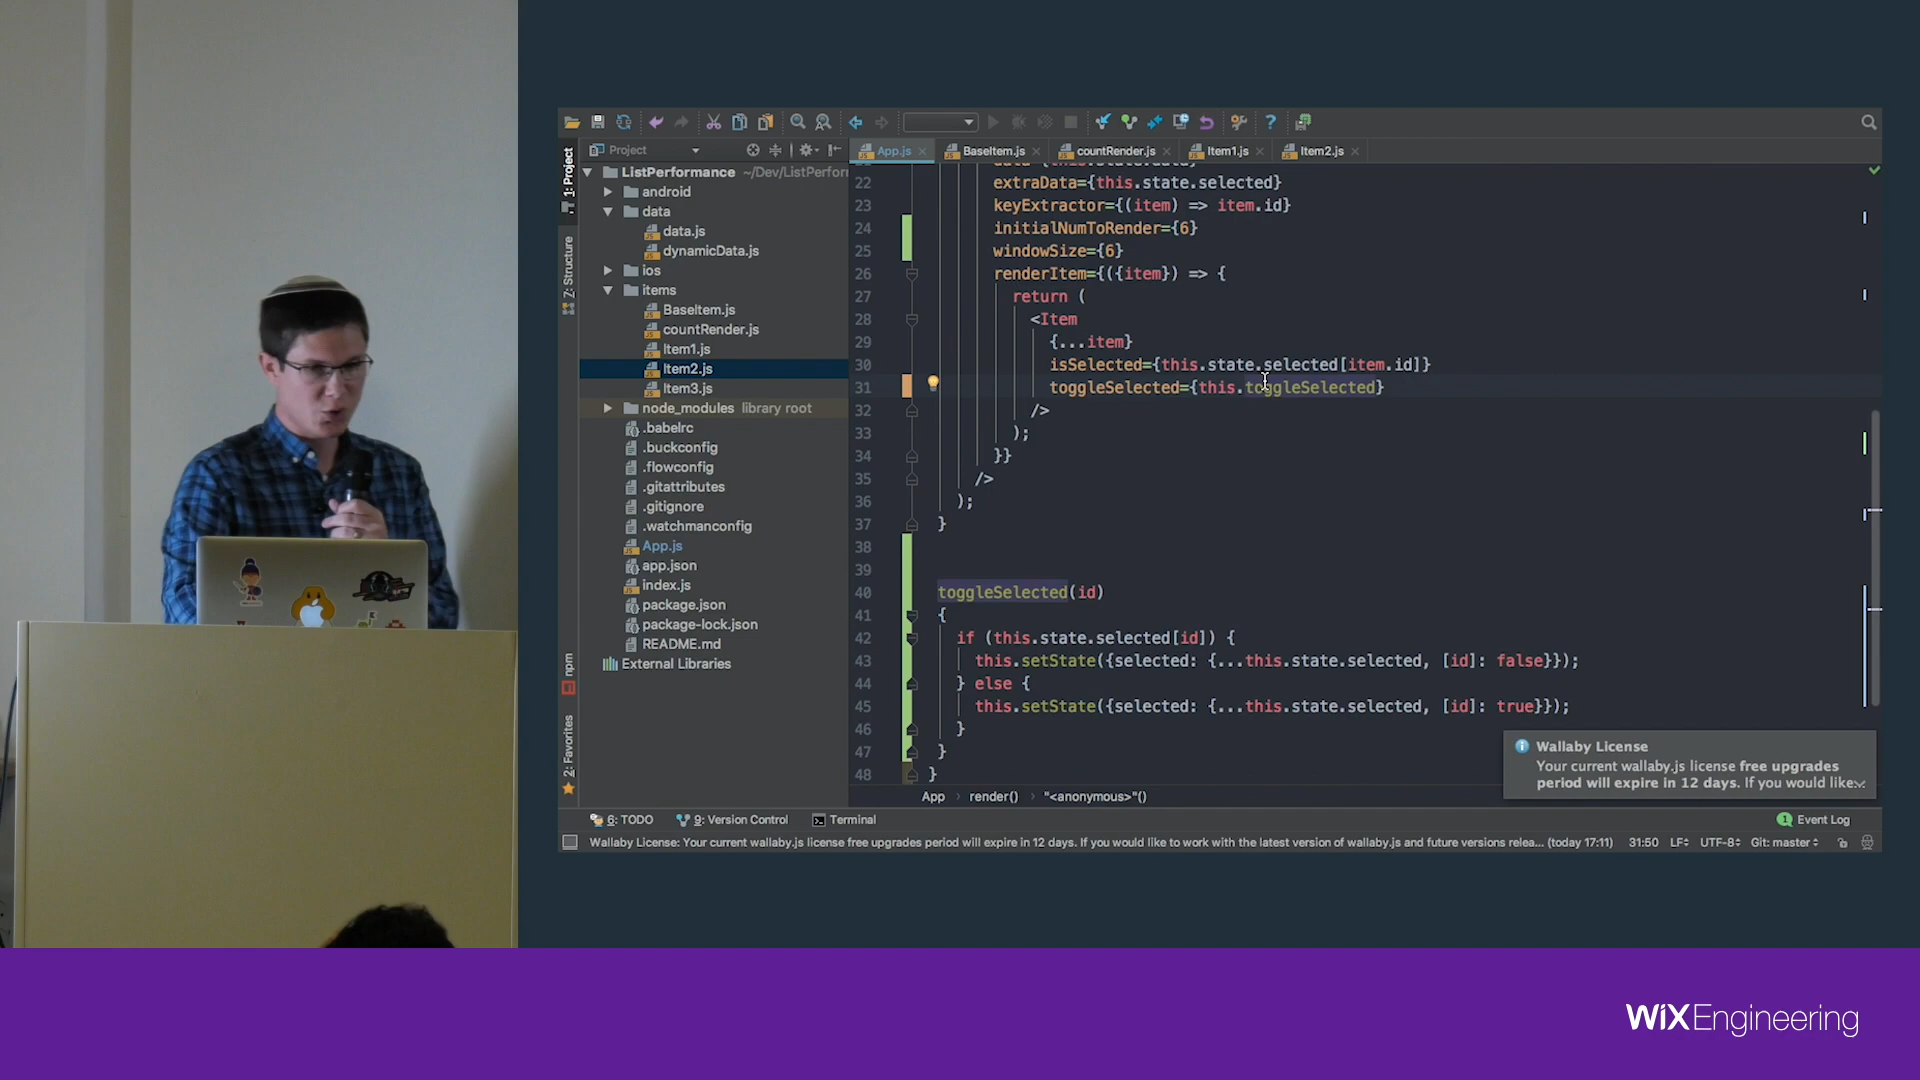 Project
App.js
BaseItem.js
countRender.js
Item1.js
Item2.js
1: Project
Z: Structure
npm
2: Favorites
ListPerformance ~/Dev/ListPerfor
android
data
data.js
dynamicData.js
ios
items
BaseItem.js
countRender.js
Item1.js
Item2.js
Item3.js
node_modules library root
.babelrc
.buckconfig
.flowconfig
.gitattributes
.gitignore
.watchmanconfig
App.js
app.json
index.js
package.json
package-lock.json
README.md
External Libraries
22 extraData={this.state.selected}
23 keyExtractor={(item) => item.id}
24 initialNumToRender={6}
25 windowSize={6}
26 renderItem={({item}) => {
27 return (
28 <Item
29 {...item}
30 isSelected={this.state.selected[item.id]}
31 toggleSelected={this.toggleSelected}
32 />
33 );
34 }}
35 />
36 );
37 }
38
39
40 toggleSelected(id)
41 {
42 if (this.state.selected[id]) {
43 this.setState({selected: {...this.state.selected, [id]: false}});
44 } else {
45 this.setState({selected: {...this.state.selected, [id]: true}});
46 }
47 }
48 }
Wallaby License
Your current wallaby.js license free upgrades
period will expire in 12 days. If you would like
App › render() › "<anonymous>"()
6: TODO 9: Version Control Terminal 1 Event Log
Wallaby License: Your current wallaby.js license free upgrades period will expire in 12 days. If you would like to work with the latest version of wallaby.js and future versions relea... (today 17:11) 31:50 LF UTF-8 Git: master
WiX Engineering